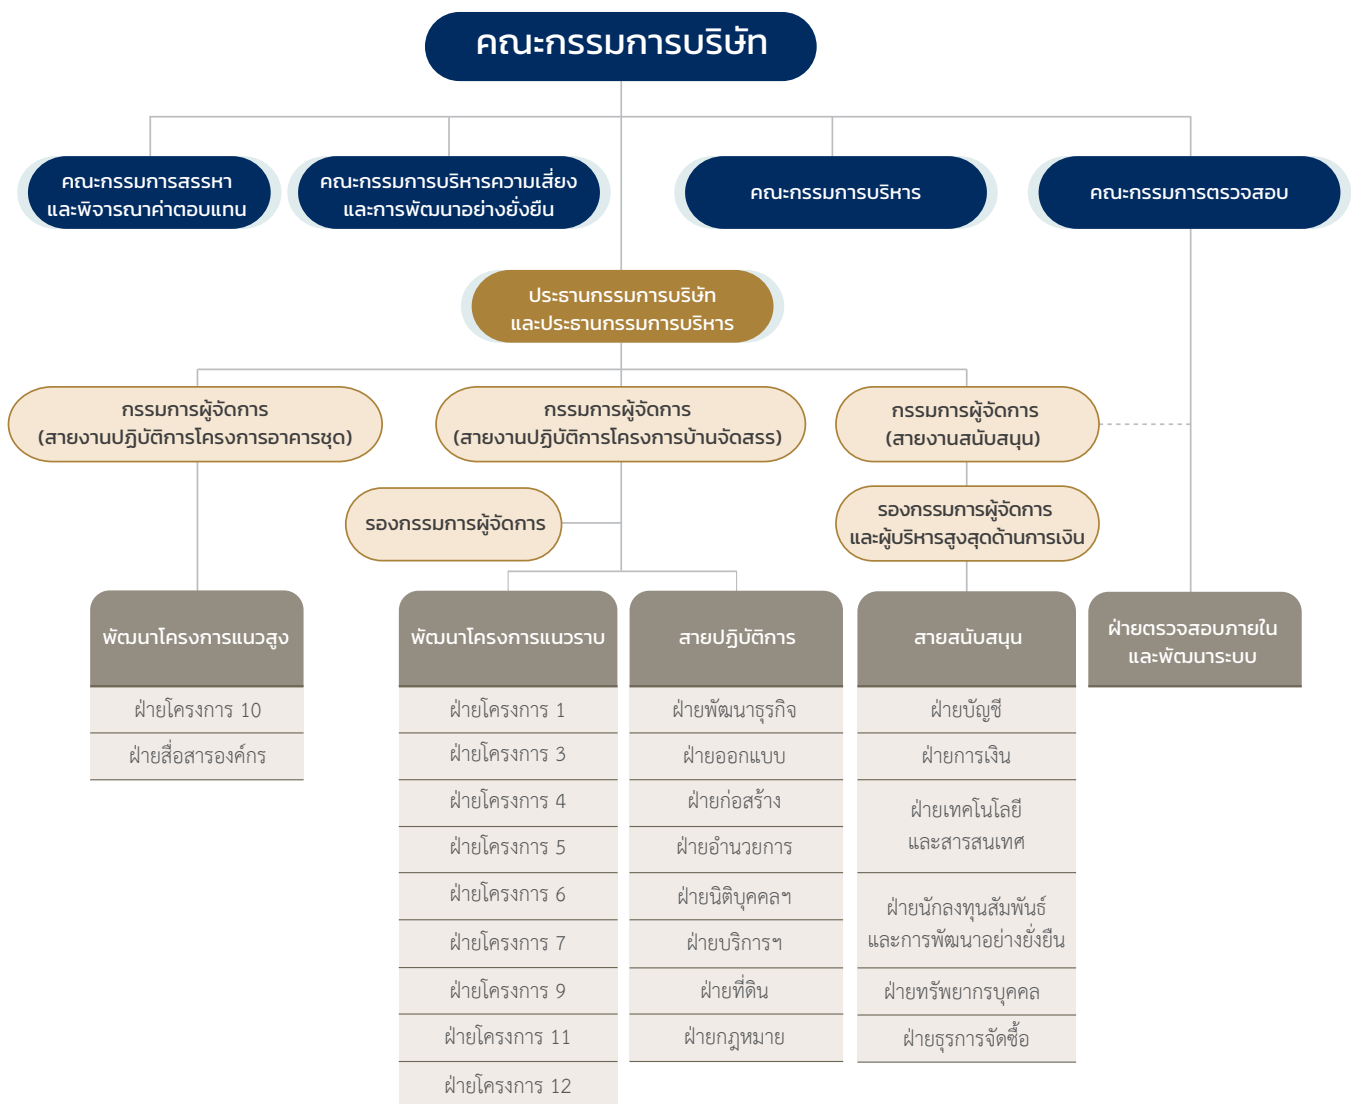 คณะกรรมการบริษัท
คณะกรรมการสรรหา
และพิจารณาค่าตอบแทน
คณะกรรมการบริหารความเสี่ยง
และการพัฒนาอย่างยั่งยืน
คณะกรรมการบริหาร
คณะกรรมการตรวจสอบ
ประธานกรรมการบริษัท
และประธานกรรมการบริหาร
กรรมการผู้จัดการ
(สายงานปฏิบัติการโครงการอาคารชุด)
กรรมการผู้จัดการ
(สายงานปฏิบัติการโครงการบ้านจัดสรร)
กรรมการผู้จัดการ
(สายงานสนับสนุน)
รองกรรมการผู้จัดการ
รองกรรมการผู้จัดการ
และผู้บริหารสูงสุดด้านการเงิน
พัฒนาโครงการแนวสูง
ฝ่ายโครงการ 10
ฝ่ายสื่อสารองค์กร
พัฒนาโครงการแนวราบ
ฝ่ายโครงการ 1
ฝ่ายโครงการ 3
ฝ่ายโครงการ 4
ฝ่ายโครงการ 5
ฝ่ายโครงการ 6
ฝ่ายโครงการ 7
ฝ่ายโครงการ 9
ฝ่ายโครงการ 11
ฝ่ายโครงการ 12
สายปฏิบัติการ
ฝ่ายพัฒนาธุรกิจ
ฝ่ายออกแบบ
ฝ่ายก่อสร้าง
ฝ่ายอำนวยการ
ฝ่ายนิติบุคคลฯ
ฝ่ายบริการฯ
ฝ่ายที่ดิน
ฝ่ายกฎหมาย
สายสนับสนุน
ฝ่ายบัญชี
ฝ่ายการเงิน
ฝ่ายเทคโนโลยี
และสารสนเทศ
ฝ่ายนักลงทุนสัมพันธ์
และการพัฒนาอย่างยั่งยืน
ฝ่ายทรัพยากรบุคคล
ฝ่ายธุรการจัดซื้อ
ฝ่ายตรวจสอบภายใน
และพัฒนาระบบ